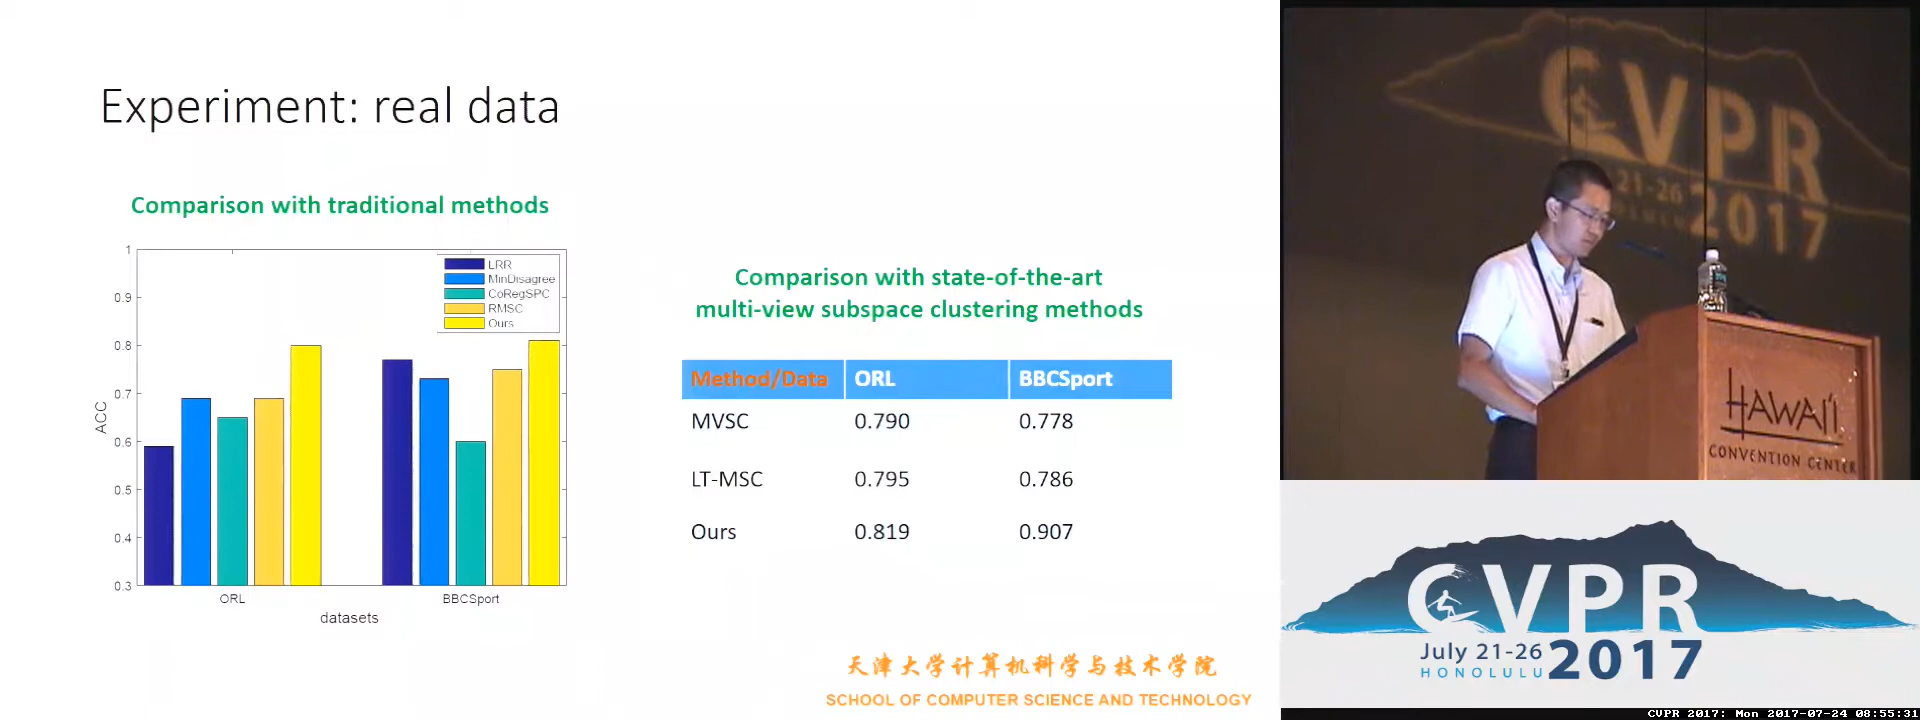 Experiment: real data
Comparison with traditional methods
1
0.9
0.8
0.7
0.6
0.5
0.4
0.3
ACC
LRR
MinDisagree
CoRegSPC
RMSC
Ours
ORL
BBCSport
datasets
Comparison with state-of-the-art
multi-view subspace clustering methods
Method/Data ORL BBCSport
MVSC 0.790 0.778
LT-MSC 0.795 0.786
Ours 0.819 0.907
天津大学计算机科学与技术学院
SCHOOL OF COMPUTER SCIENCE AND TECHNOLOGY
CVPR
21-26
2017
HAWAI'I
CONVENTION CENTER
CVPR
July 21-26
HONOLULU
2017
CVPR 2017: Mon 2017-07-24 08:55:31